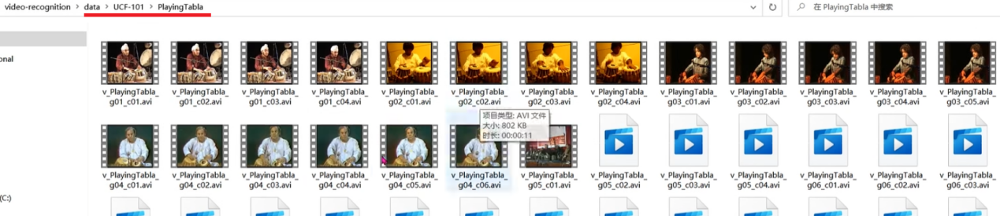 video-recognition > data > UCF-101 > PlayingTabla
在 PlayingTabla 中搜索
onal
v_PlayingTabla_g01_c01.avi
v_PlayingTabla_g01_c02.avi
v_PlayingTabla_g01_c03.avi
v_PlayingTabla_g01_c04.avi
v_PlayingTabla_g02_c01.avi
v_PlayingTabla_g02_c02.avi
v_PlayingTabla_g02_c03.avi
v_PlayingTabla_g02_c04.avi
v_PlayingTabla_g03_c01.avi
v_PlayingTabla_g03_c02.avi
v_PlayingTabla_g03_c03.avi
v_PlayingTabla_g03_c04.avi
v_PlayingTabla_g03_c05.avi
项目类型: AVI 文件
大小: 802 KB
时长: 00:00:11
v_PlayingTabla_g04_c01.avi
v_PlayingTabla_g04_c02.avi
v_PlayingTabla_g04_c03.avi
v_PlayingTabla_g04_c04.avi
v_PlayingTabla_g04_c05.avi
v_PlayingTabla_g04_c06.avi
v_PlayingTabla_g05_c01.avi
v_PlayingTabla_g05_c02.avi
v_PlayingTabla_g05_c03.avi
v_PlayingTabla_g05_c04.avi
v_PlayingTabla_g06_c01.avi
v_PlayingTabla_g06_c02.avi
v_PlayingTabla_g06_c03.avi
(C:)